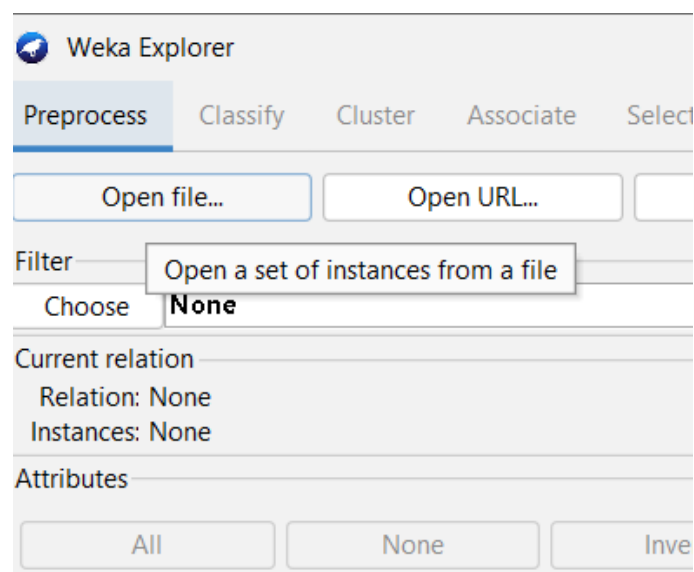 Weka Explorer
Preprocess Classify Cluster Associate Select
Open file... Open URL...
Filter
Open a set of instances from a file
Choose None
Current relation
Relation: None
Instances: None
Attributes
All None Inve